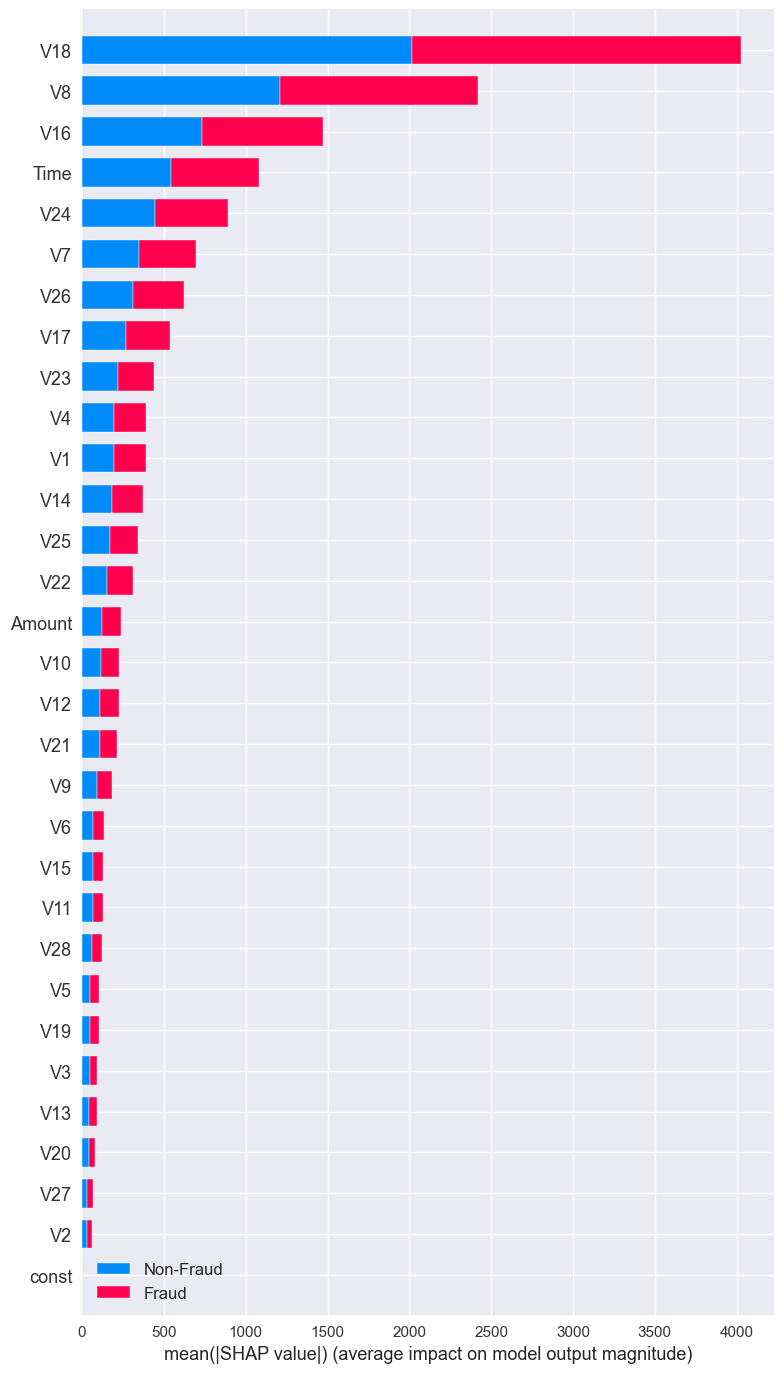 V18
V8
V16
Time
V24
V7
V26
V17
V23
V4
V1
V14
V25
V22
Amount
V10
V12
V21
V9
V6
V15
V11
V28
V5
V19
V3
V13
V20
V27
V2
const
Non-Fraud
Fraud
0 500 1000 1500 2000 2500 3000 3500 4000
mean(|SHAP value|) (average impact on model output magnitude)